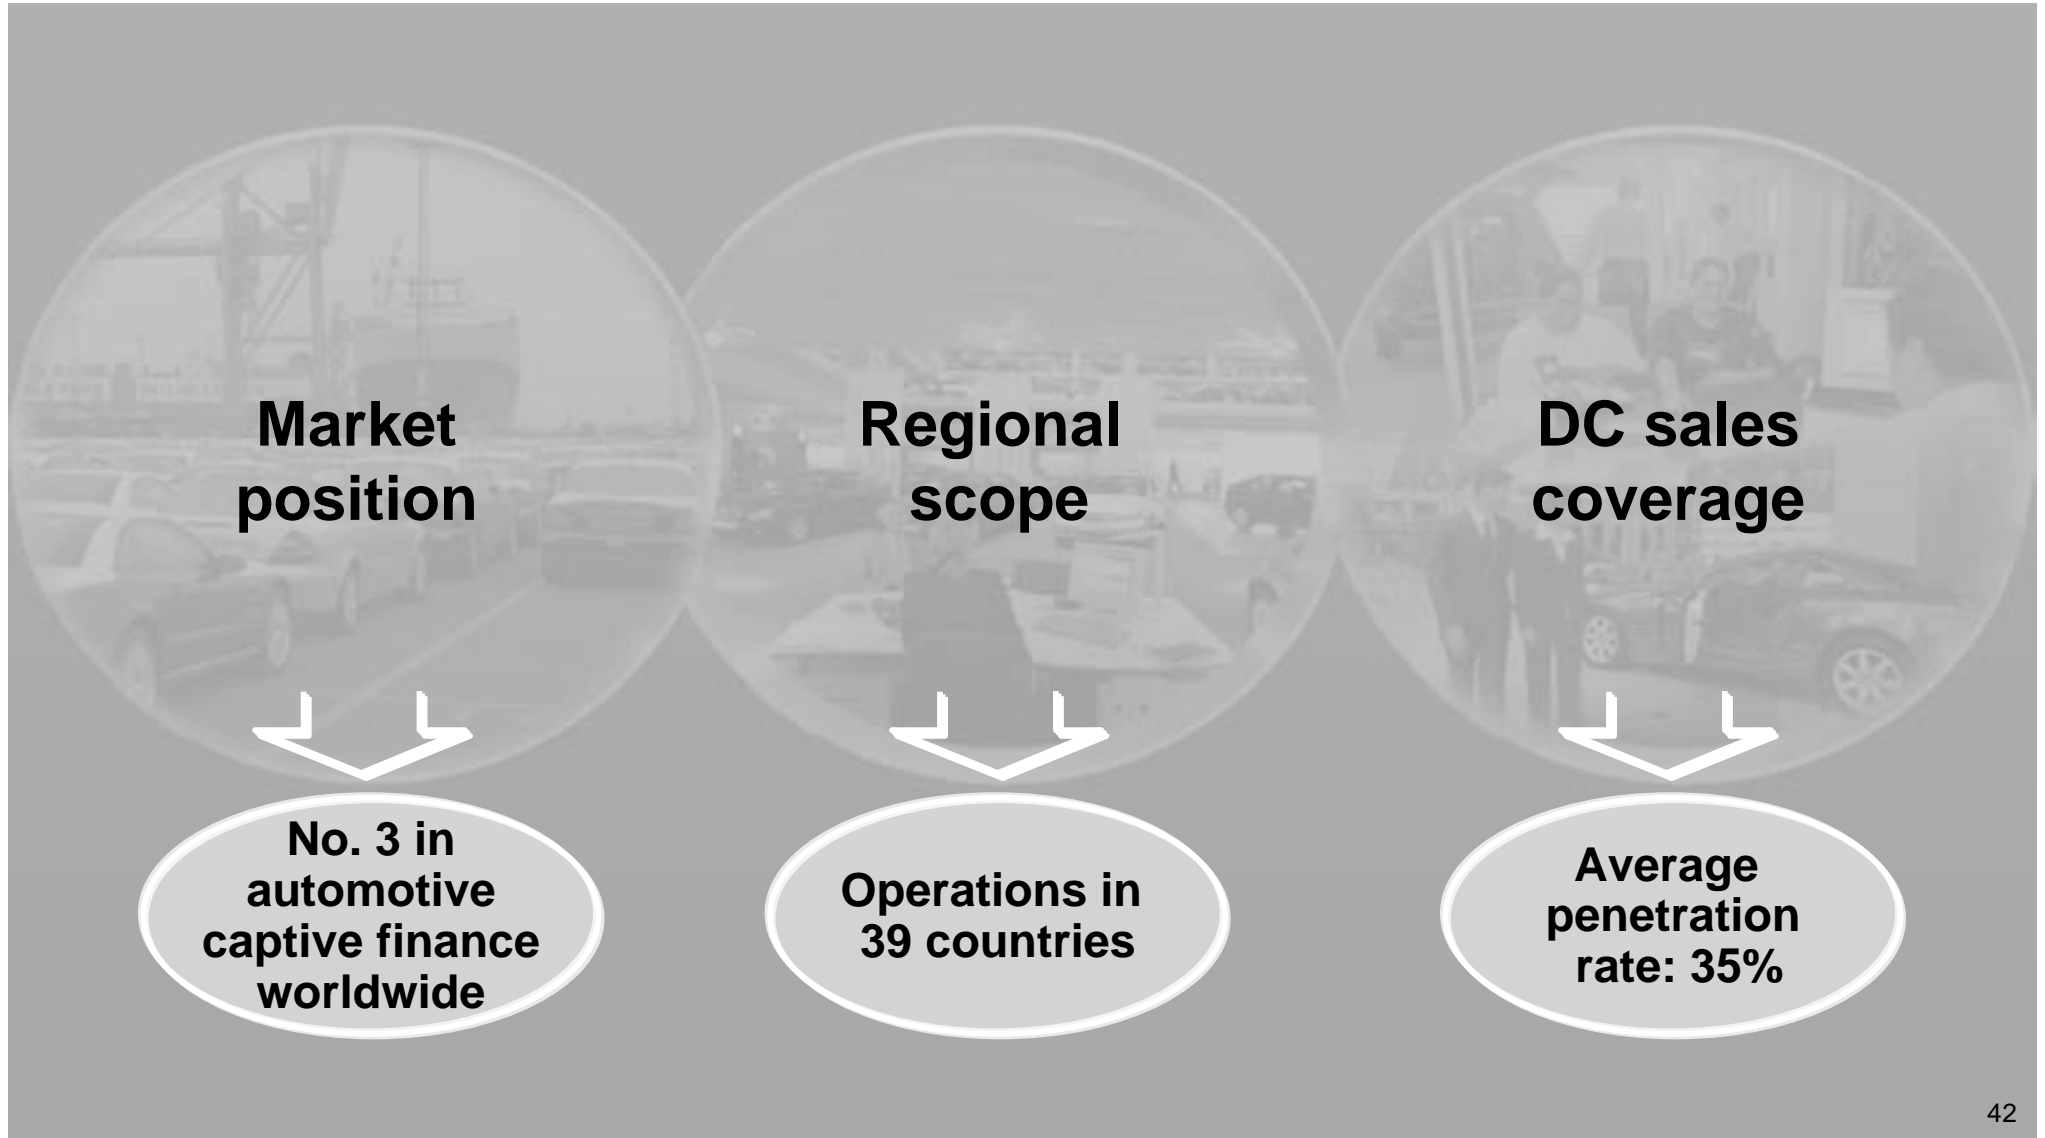 Market
position
Regional
scope
DC sales
coverage
No. 3 in
automotive
captive finance
worldwide
Operations in
39 countries
Average
penetration
rate: 35%
42